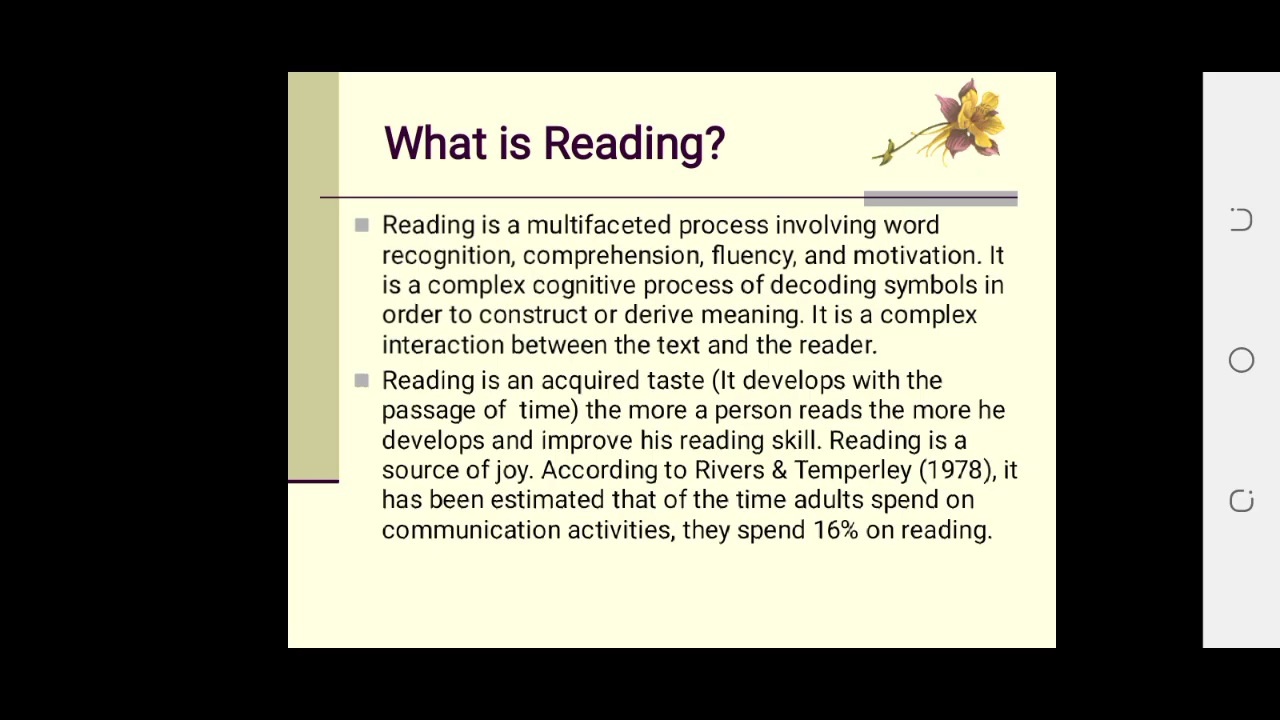 What is Reading?
Reading is a multifaceted process involving word
recognition, comprehension, fluency, and motivation. It
is a complex cognitive process of decoding symbols in
order to construct or derive meaning. It is a complex
interaction between the text and the reader.
Reading is an acquired taste (It develops with the
passage of  time) the more a person reads the more he
develops and improve his reading skill. Reading is a
source of joy. According to Rivers & Temperley (1978), it
has been estimated that of the time adults spend on
communication activities, they spend 16% on reading.